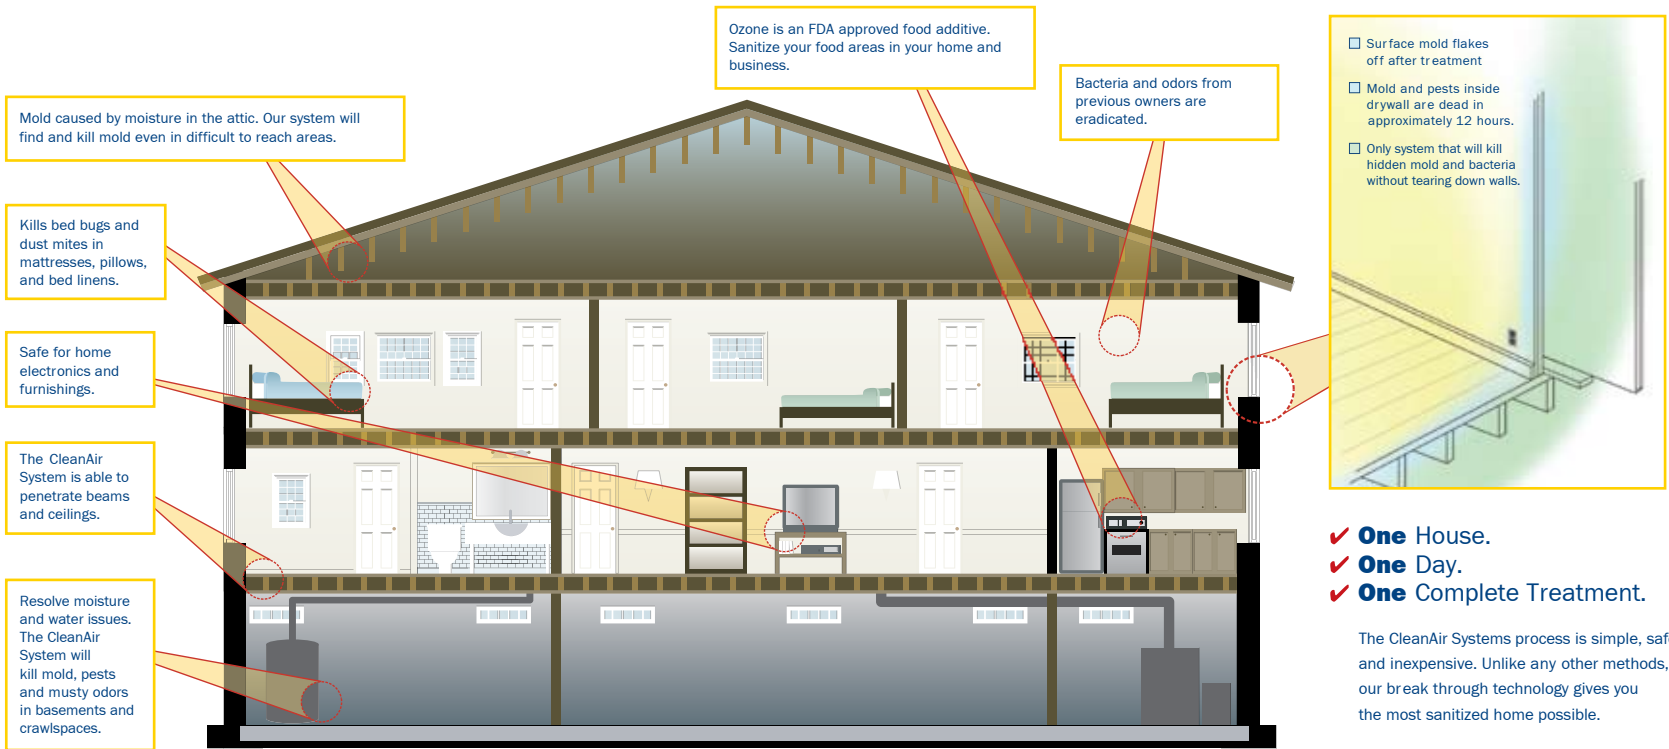 Ozone is an FDA approved food additive.
Sanitize your food areas in your home and
business.
Bacteria and odors from
previous owners are
eradicated.
Mold caused by moisture in the attic. Our system will
find and kill mold even in difficult to reach areas.
Kills bed bugs and
dust mites in
mattresses, pillows,
and bed linens.
Safe for home
electronics and
furnishings.
The CleanAir
System is able to
penetrate beams
and ceilings.
Resolve moisture
and water issues.
The CleanAir
System will
kill mold, pests
and musty odors
in basements and
crawlspaces.
Surface mold flakes
off after treatment
Mold and pests inside
drywall are dead in
approximately 12 hours.
Only system that will kill
hidden mold and bacteria
without tearing down walls.
✔ One House.
✔ One Day.
✔ One Complete Treatment.
The CleanAir Systems process is simple, safe
and inexpensive. Unlike any other methods,
our break through technology gives you
the most sanitized home possible.